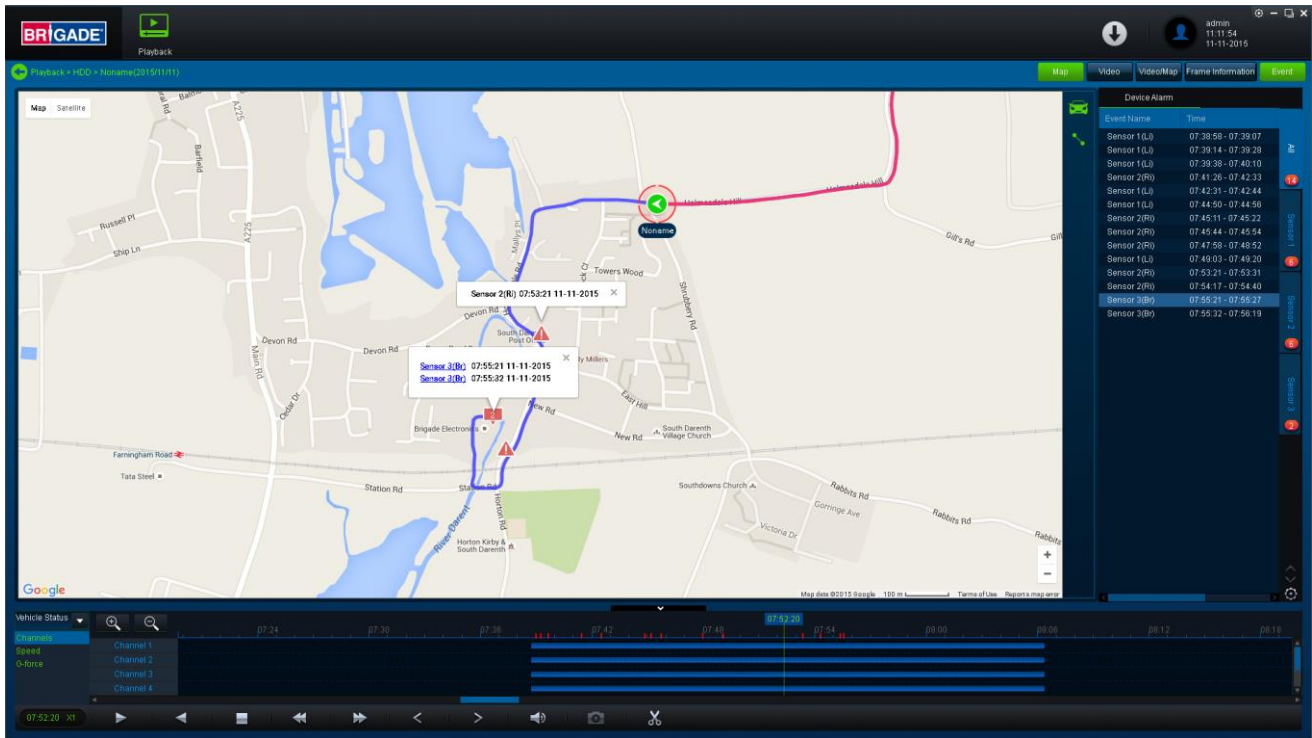 BRIGADE
Playback
admin
11:11:54
11-11-2015
Playback > HDD > Noname(2015/11/11)
Map
Video
Video/Map
Frame Information
Event
Map Satellite
Device Alarm
Event Name Time
Sensor 1(Li) 07:38:58 - 07:39:07
Sensor 1(Li) 07:39:14 - 07:39:28
Sensor 1(Li) 07:39:38 - 07:40:10
Sensor 2(Ri) 07:41:26 - 07:42:33
Sensor 1(Li) 07:42:31 - 07:42:44
Sensor 1(Li) 07:44:50 - 07:44:56
Sensor 2(Ri) 07:45:11 - 07:45:22
Sensor 2(Ri) 07:45:44 - 07:45:54
Sensor 2(Ri) 07:47:59 - 07:48:52
Sensor 1(Li) 07:49:03 - 07:49:20
Sensor 2(Ri) 07:53:21 - 07:53:31
Sensor 2(Ri) 07:54:17 - 07:54:40
Sensor 3(Br) 07:55:21 - 07:55:27
Sensor 3(Br) 07:55:32 - 07:56:19
All
14
Sensor 1
6
Sensor 2
6
Sensor 3
2
A225
Barfield
Russell Pl
Ship Ln
A225
Mallys Pl
Holmesdale Hill
Noname
Gill's Rd
Gill
Towers Wood
Shrubbery Rd
Sensor 2(Ri) 07:53:21 11-11-2015
Devon Rd
South Darenth
Post Office
Devon Rd
Devon Rd
Main Rd
Cedar Dr
Sensor 3(Br) 07:55:21 11-11-2015
Sensor 3(Br) 07:55:32 11-11-2015
ly Millers
East Hill
New Rd
New Rd
South Darenth
Village Church
Brigade Electronics
Farningham Road
Tata Steel
Station Rd
Station Rd
Horton Rd
River Darent
Horton Kirby &
South Darenth
Southdowns Church
Rabbits Rd
Gorringe Ave
Victoria Dr
Rabbits Rd
Rabbits
Google
Map data ©2015 Google 100 m Terms of Use Report a map error
Vehicle Status
Channels
Speed
G-force
07:24 07:30 07:36 07:42 07:48 07:52:20 07:54 08:00 08:06 08:12 08:18
Channel 1
Channel 2
Channel 3
Channel 4
07:52:20 X1